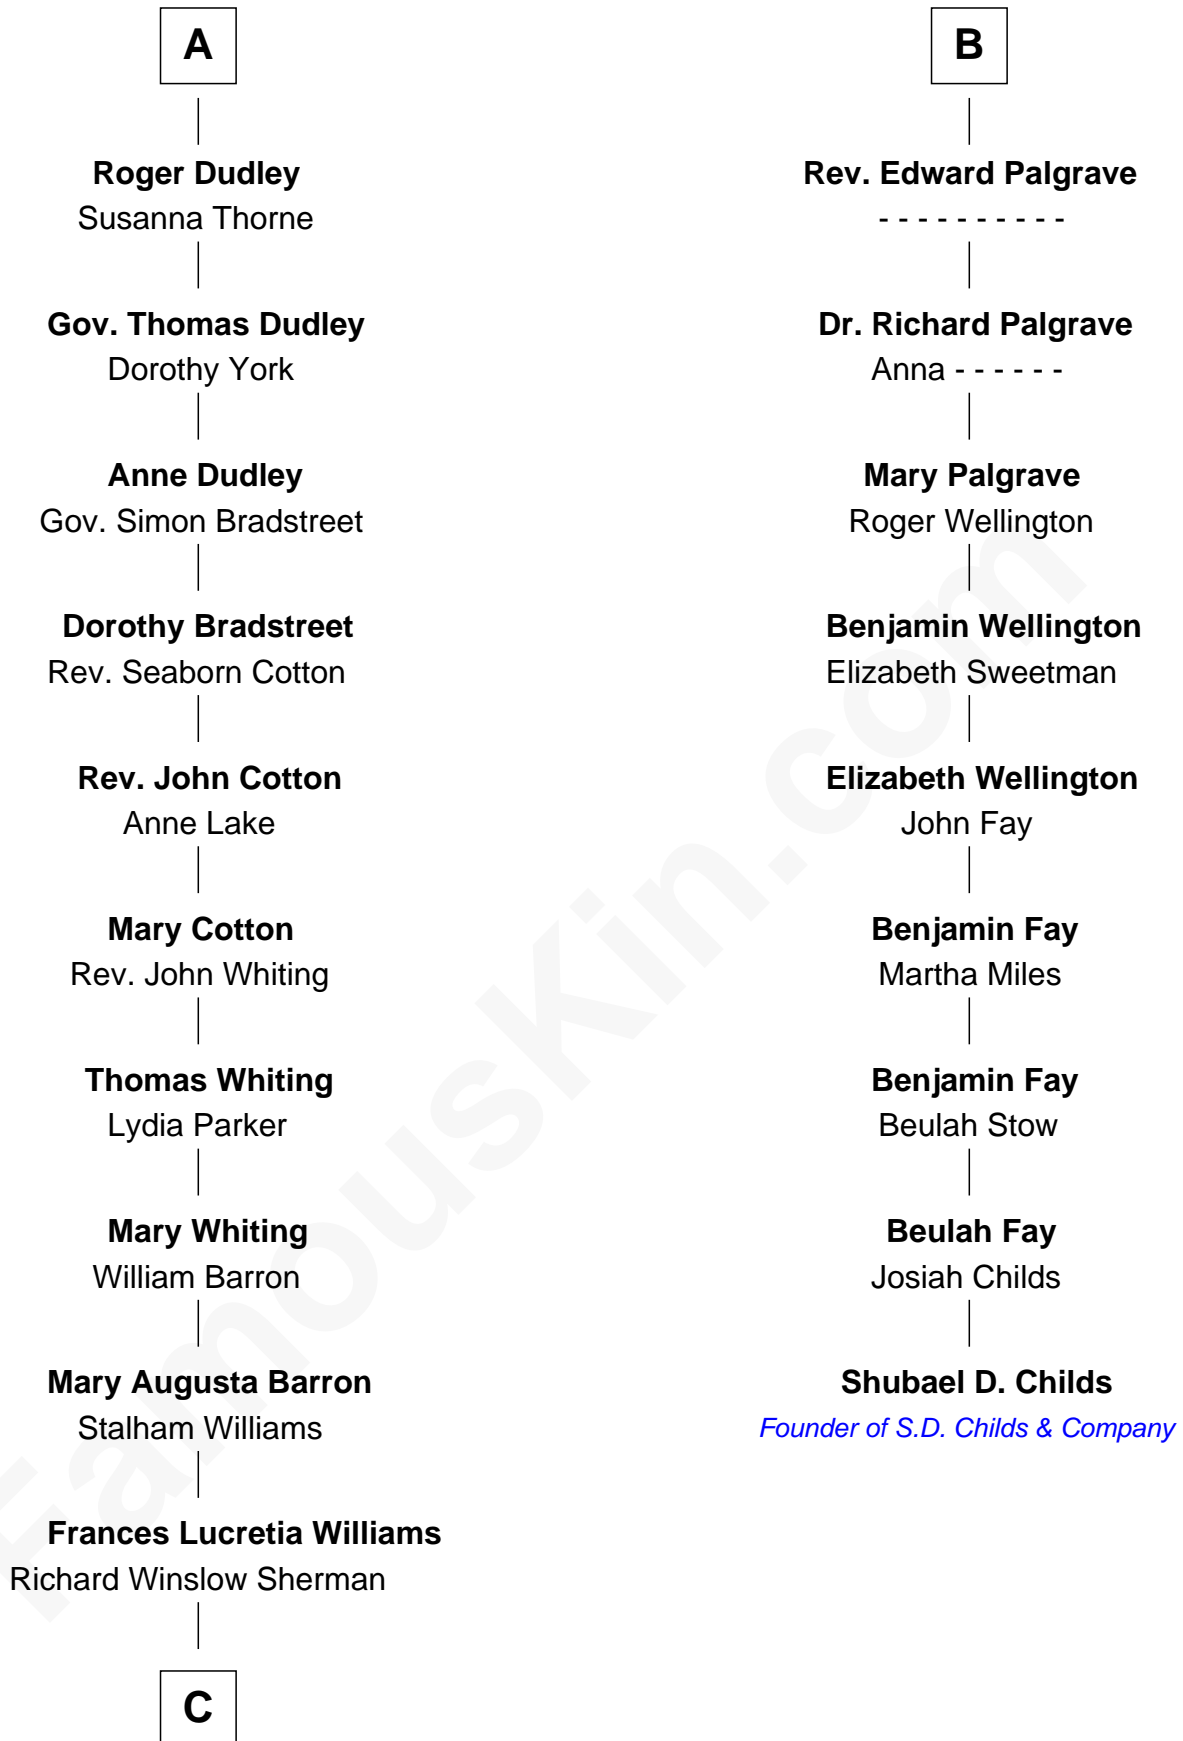 A
Roger Dudley
Susanna Thorne
Gov. Thomas Dudley
Dorothy York
Anne Dudley
Gov. Simon Bradstreet
Dorothy Bradstreet
Rev. Seaborn Cotton
Rev. John Cotton
Anne Lake
Mary Cotton
Rev. John Whiting
Thomas Whiting
Lydia Parker
Mary Whiting
William Barron
Mary Augusta Barron
Stalham Williams
Frances Lucretia Williams
Richard Winslow Sherman
C
B
Rev. Edward Palgrave
- - - - - - - - - -
Dr. Richard Palgrave
Anna - - - - - -
Mary Palgrave
Roger Wellington
Benjamin Wellington
Elizabeth Sweetman
Elizabeth Wellington
John Fay
Benjamin Fay
Martha Miles
Benjamin Fay
Beulah Stow
Beulah Fay
Josiah Childs
Shubael D. Childs
Founder of S.D. Childs & Company
FamousKin.com